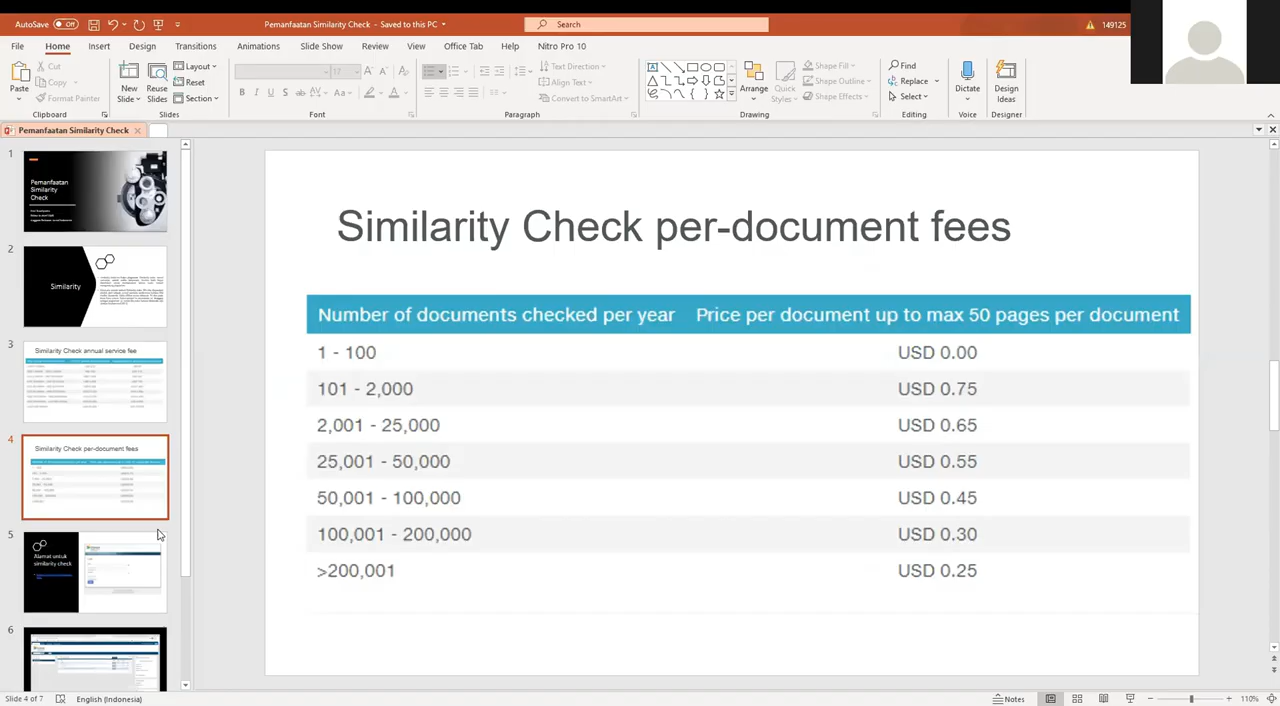 AutoSave Off
Pemanfaatan Similarity Check - Saved to this PC
Search
149125
File Home Insert Design Transitions Animations Slide Show Review View Office Tab Help Nitro Pro 10
Paste
Cut
Copy
Format Painter
Clipboard
New Slide
Reuse Slides
Layout
Reset
Section
Slides
17
Font
Text Direction
Align Text
Convert to SmartArt
Paragraph
Arrange
Quick Styles
Shape Fill
Shape Outline
Shape Effects
Drawing
Find
Replace
Select
Editing
Dictate
Voice
Design Ideas
Designer
Pemanfaatan Similarity Check
1
Pemanfaatan
Similarity
Check
2
Similarity
3
Similarity Check annual service fee
4
Similarity Check per-document fees
5
Alamat untuk
similarity check
6
Similarity Check per-document fees
Number of documents checked per year Price per document up to max 50 pages per document
1 - 100 USD 0.00
101 - 2,000 USD 0.75
2,001 - 25,000 USD 0.65
25,001 - 50,000 USD 0.55
50,001 - 100,000 USD 0.45
100,001 - 200,000 USD 0.30
>200,001 USD 0.25
Slide 4 of 7
English (Indonesia)
Notes
110%